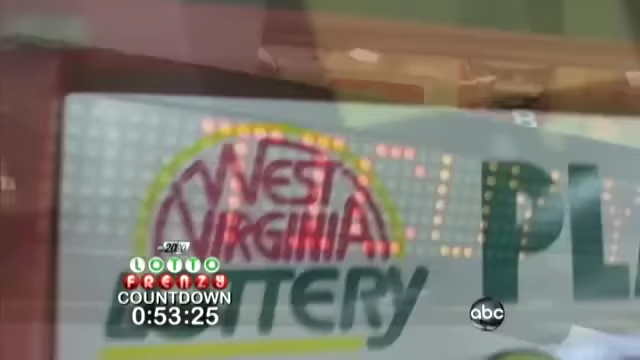 WEST
VIRGINIA
LOTTERY
PL
20/20
LOTTO
FRENZY
COUNTDOWN
0:53:25
abc